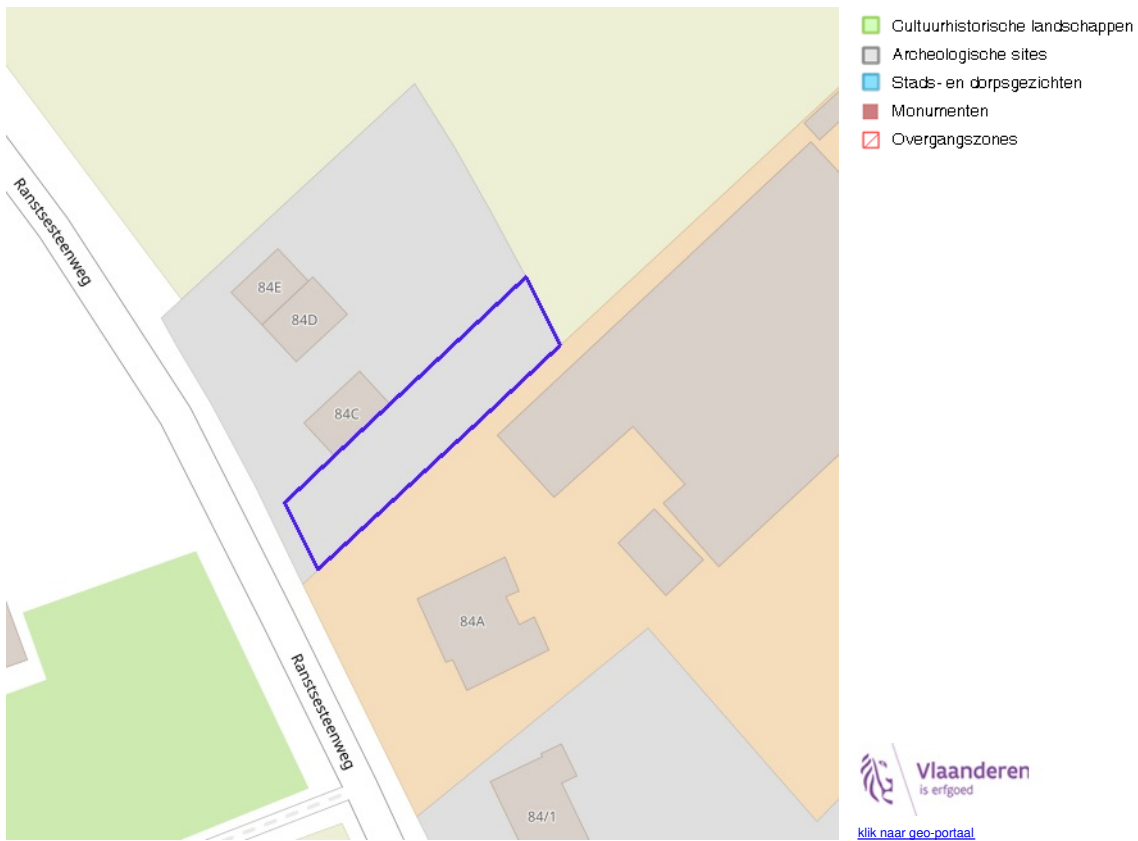 Cultuurhistorische landschappen
Archeologische sites
Stads- en dorpsgezichten
Monumenten
Overgangszones
Ranstsesteenweg
84E
84D
84C
84A
Ranstsesteenweg
84/1
Vlaanderen
is erfgoed
klik naar geo-portaal